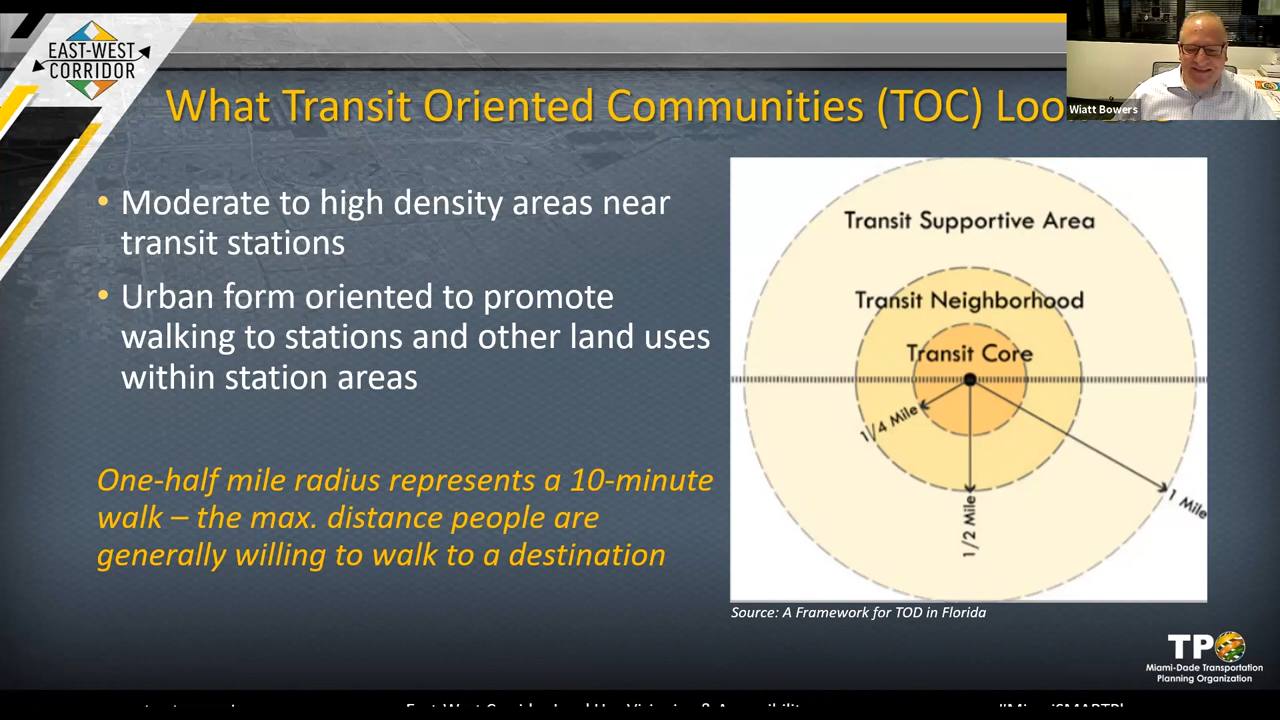 EAST-WEST
CORRIDOR
What Transit Oriented Communities (TOC)
Wiatt Bowers
• Moderate to high density areas near
transit stations
• Urban form oriented to promote
walking to stations and other land uses
within station areas
One-half mile radius represents a 10-minute
walk – the max. distance people are
generally willing to walk to a destination
Transit Supportive Area
Transit Neighborhood
Transit Core
1/4 Mile
1/2 Mile
1 Mile
Source: A Framework for TOD in Florida
TPO
Miami-Dade Transportation
Planning Organization